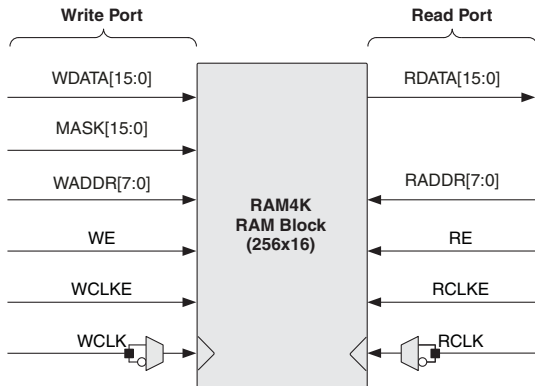 Write Port
Read Port
WDATA[15:0]
RDATA[15:0]
MASK[15:0]
WADDR[7:0]
RADDR[7:0]
RAM4K
RAM Block
(256x16)
WE
RE
WCLKE
RCLKE
WCLK
RCLK